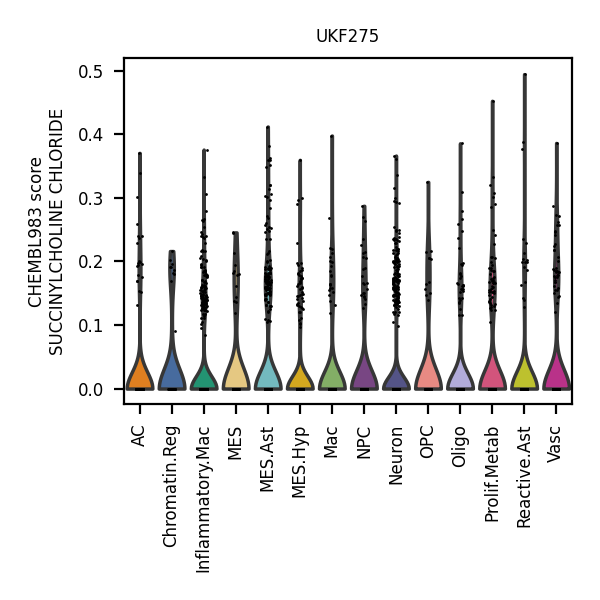 UKF275
CHEMBL983 score
SUCCINYLCHOLINE CHLORIDE
0.5
0.4
0.3
0.2
0.1
0.0
AC
Chromatin.Reg
Inflammatory.Mac
MES
MES.Ast
MES.Hyp
Mac
NPC
Neuron
OPC
Oligo
Prolif.Metab
Reactive.Ast
Vasc